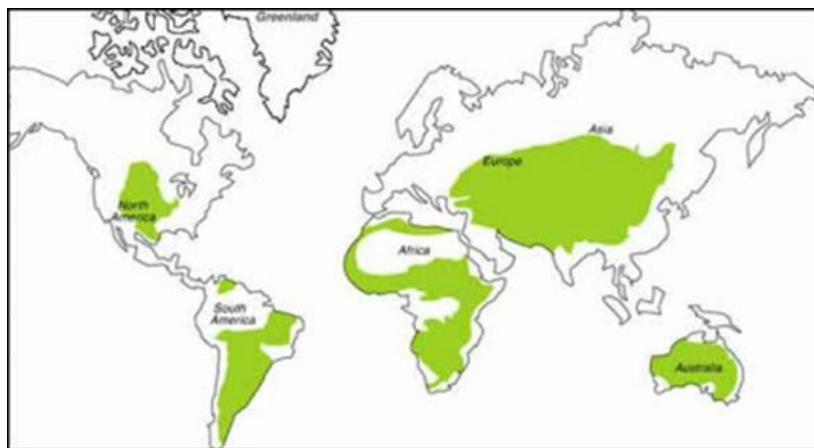 Greenland
Asia
Europe
North
America
Africa
South
America
Australia